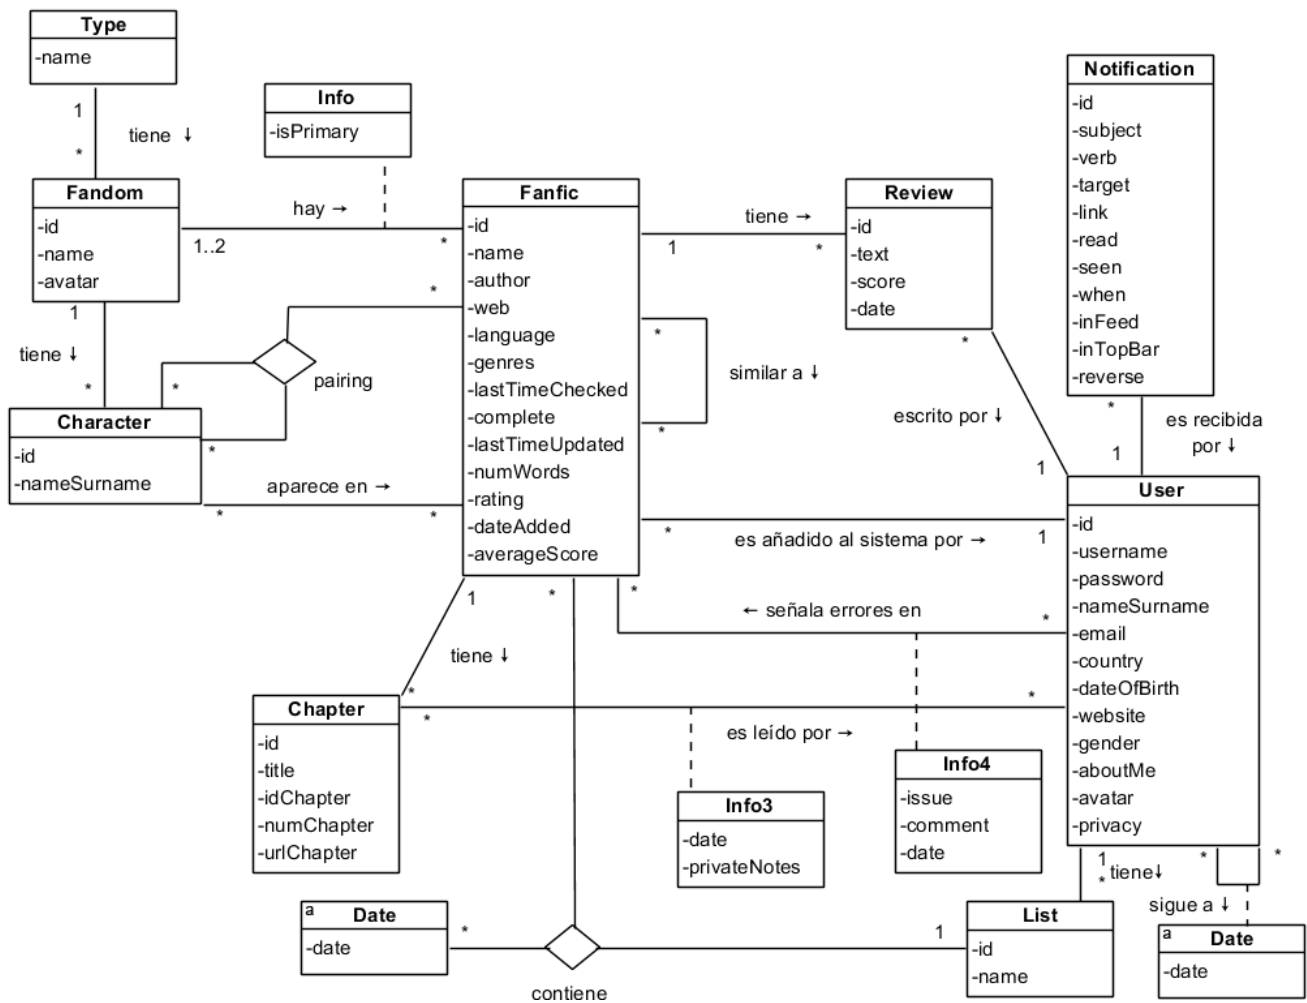 Type
-name
1
tiene ↓
*
Info
-isPrimary
Fandom
-id
-name
-avatar
hay →
1..2
*
Fanfic
-id
-name
-author
-web
-language
-genres
-lastTimeChecked
-complete
-lastTimeUpdated
-numWords
-rating
-dateAdded
-averageScore
tiene →
1
*
Review
-id
-text
-score
-date
Notification
-id
-subject
-verb
-target
-link
-read
-seen
-when
-inFeed
-inTopBar
-reverse
1
tiene ↓
*
*
*
pairing
*
Character
-id
-nameSurname
aparece en →
*
*
*
similar a ↓
*
*
escrito por ↓
1
*
es recibida
por ↓
1
User
-id
-username
-password
-nameSurname
-email
-country
-dateOfBirth
-website
-gender
-aboutMe
-avatar
-privacy
*
es añadido al sistema por →
1
*
← señala errores en
*
1
tiene ↓
*
*
Chapter
-id
-title
-idChapter
-numChapter
-urlChapter
*
es leído por →
*
Info3
-date
-privateNotes
Info4
-issue
-comment
-date
1
tiene↓
*
*
*
sigue a ↓
a
Date
-date
*
contiene
1
List
-id
-name
a
Date
-date